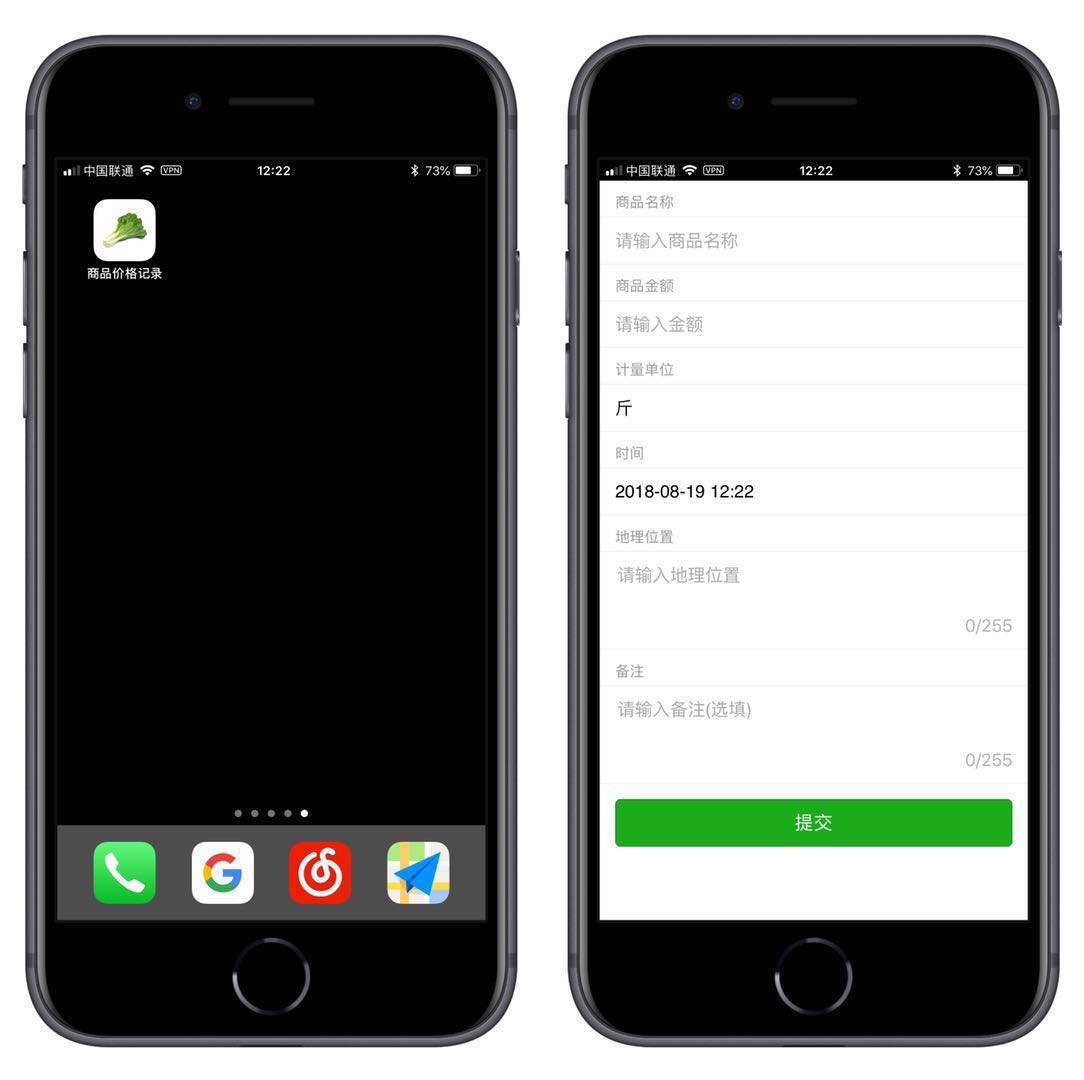 中国联通 VPN 12:22 73%
商品价格记录
G
中国联通 VPN 12:22 73%
商品名称
请输入商品名称
商品金额
请输入金额
计量单位
斤
时间
2018-08-19 12:22
地理位置
请输入地理位置
0/255
备注
请输入备注(选填)
0/255
提交